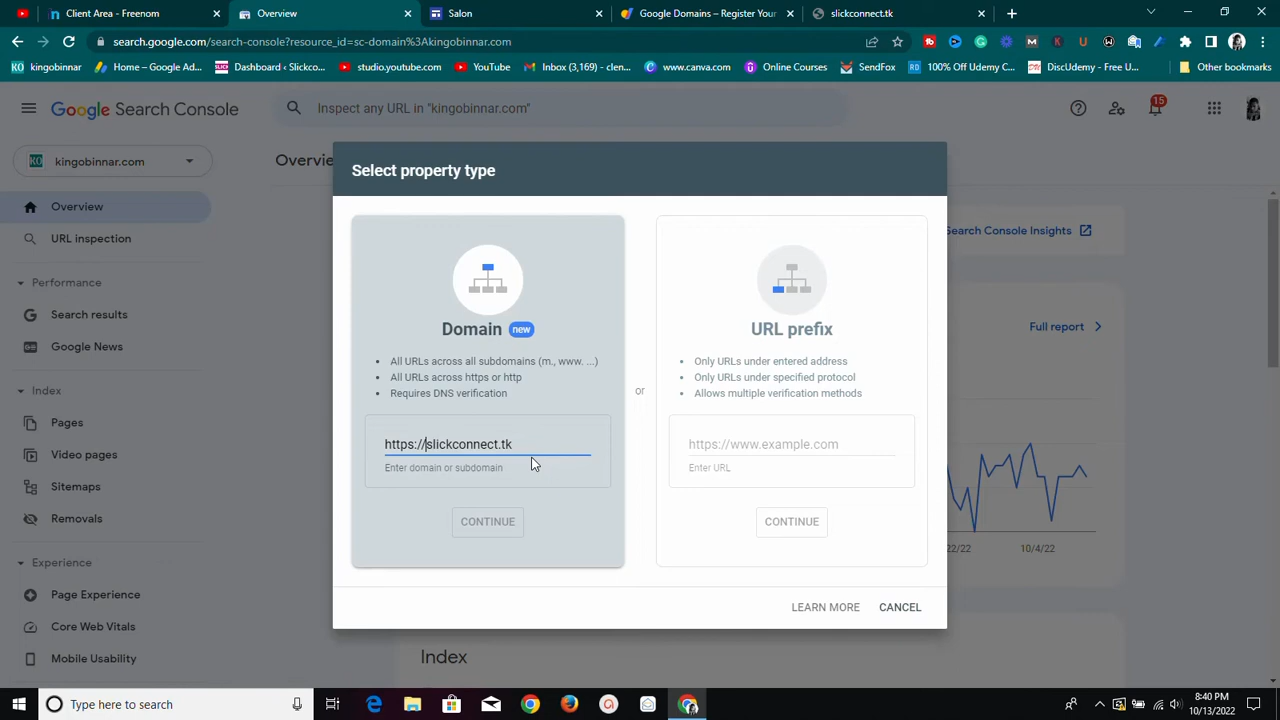 Client Area - Freenom
Overview
Salon
Google Domains – Register Your
slickconnect.tk
search.google.com/search-console?resource_id=sc-domain%3Akingobinnar.com
kingobinnar
Home – Google Ad...
Dashboard ‹ Slickco...
studio.youtube.com
YouTube
Inbox (3,169) - clen...
www.canva.com
Online Courses
SendFox
100% Off Udemy C...
DiscUdemy - Free U...
Other bookmarks
Google Search Console
Inspect any URL in "kingobinnar.com"
15
kingobinnar.com
Overview
URL inspection
Performance
Search results
Google News
Index
Pages
Video pages
Sitemaps
Removals
Experience
Page Experience
Core Web Vitals
Mobile Usability
Search Console Insights
Full report
22/22
10/4/22
Index
Select property type
Domain new
All URLs across all subdomains (m., www. ...)
All URLs across https or http
Requires DNS verification
https://slickconnect.tk
Enter domain or subdomain
CONTINUE
or
URL prefix
Only URLs under entered address
Only URLs under specified protocol
Allows multiple verification methods
https://www.example.com
Enter URL
CONTINUE
LEARN MORE
CANCEL
Type here to search
8:40 PM
10/13/2022